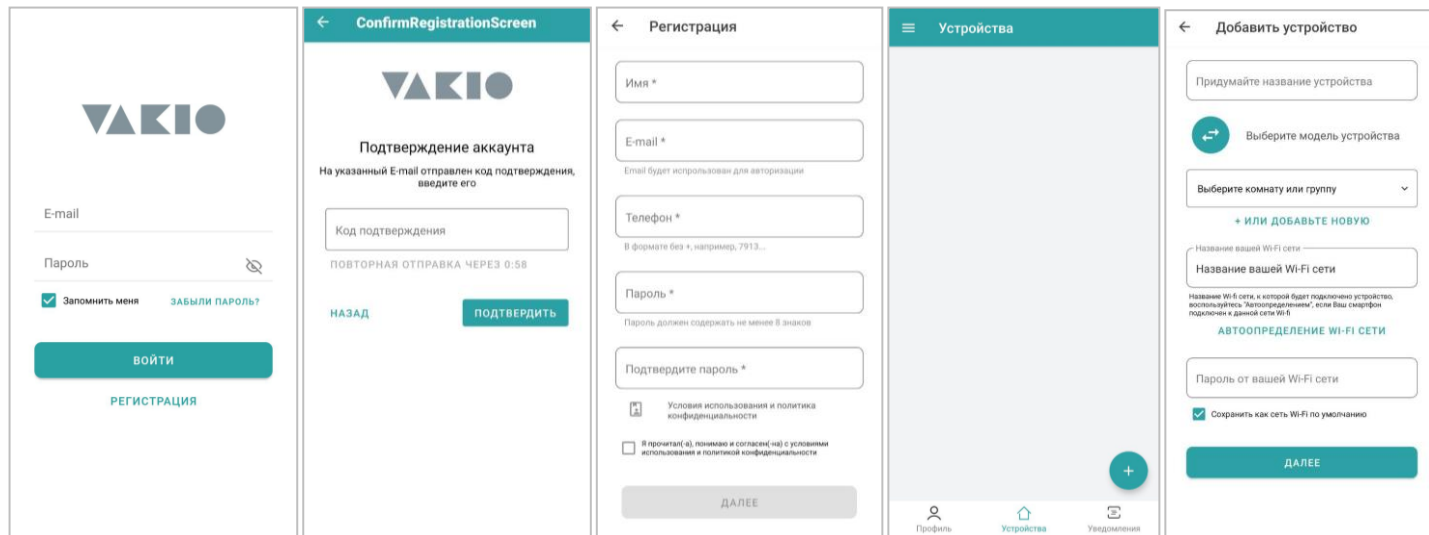 VAKIO
E-mail
Пароль
Запомнить меня
ЗАБЫЛИ ПАРОЛЬ?
ВОЙТИ
РЕГИСТРАЦИЯ
ConfirmRegistrationScreen
VAKIO
Подтверждение аккаунта
На указанный E-mail отправлен код подтверждения,
введите его
Код подтверждения
ПОВТОРНАЯ ОТПРАВКА ЧЕРЕЗ 0:58
НАЗАД
ПОДТВЕРДИТЬ
Регистрация
Имя *
E-mail *
Email будет испрользован для авторизации
Телефон *
В формате без +, например, 7913...
Пароль *
Пароль должен содержать не менее 8 знаков
Подтвердите пароль *
Условия использования и политика
конфиденциальности
Я прочитал(-а), понимаю и согласен(-на) с условиями
использования и политикой конфиденциальности
ДАЛЕЕ
Устройства
+
Профиль
Устройства
Уведомления
Добавить устройство
Придумайте название устройства
Выберите модель устройства
Выберите комнату или группу
+ ИЛИ ДОБАВЬТЕ НОВУЮ
Название вашей Wi-Fi сети
Название вашей Wi-Fi сети
Название Wi-fi сети, к которой будет подключено устройство,
воспользуйтесь "Автоопределением", если Ваш смартфон
подключен к данной сети Wi-fi
АВТООПРЕДЕЛЕНИЕ WI-FI СЕТИ
Пароль от вашей Wi-Fi сети
Сохранить как сеть Wi-Fi по умолчанию
ДАЛЕЕ